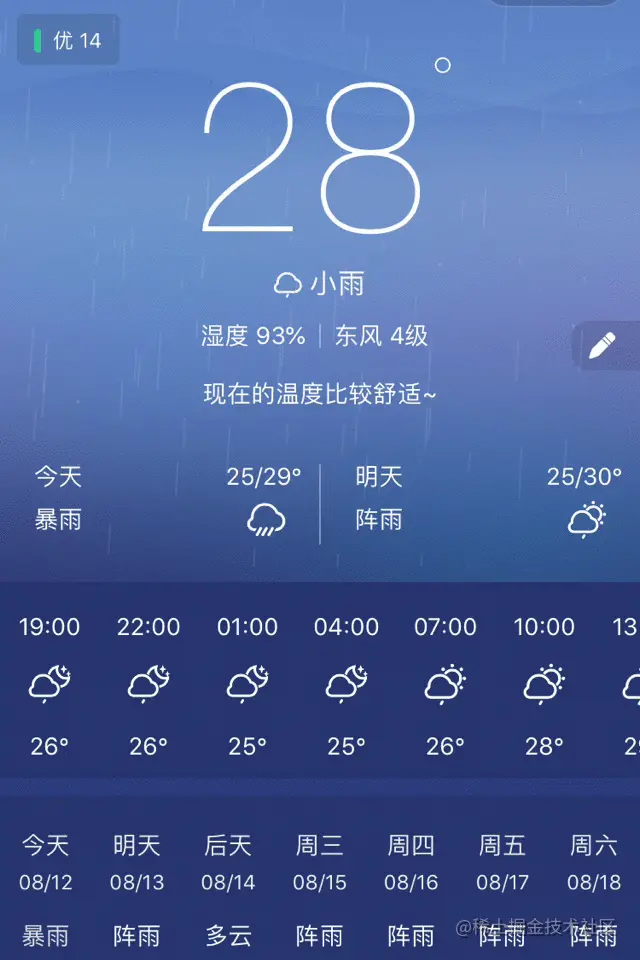 优 14
28°
小雨
湿度 93% 东风 4级
现在的温度比较舒适~
今天 25/29° 明天 25/30°
暴雨 阵雨
19:00 22:00 01:00 04:00 07:00 10:00 13
26° 26° 25° 25° 26° 28° 29
今天 明天 后天 周三 周四 周五 周六
08/12 08/13 08/14 08/15 08/16 08/17 08/18
暴雨 阵雨 多云 阵雨 阵雨 阵雨 阵雨
@稀土掘金技术社区